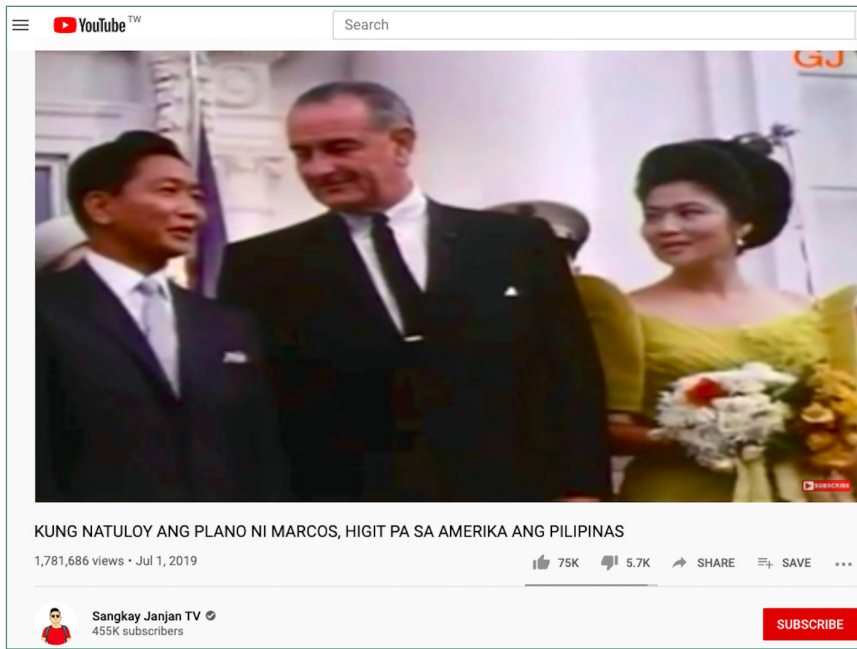 YouTube TW
Search
GJ
SUBSCRIBE
KUNG NATULOY ANG PLANO NI MARCOS, HIGIT PA SA AMERIKA ANG PILIPINAS
1,781,686 views • Jul 1, 2019
75K 5.7K SHARE SAVE
Sangkay Janjan TV
455K subscribers
SUBSCRIBE